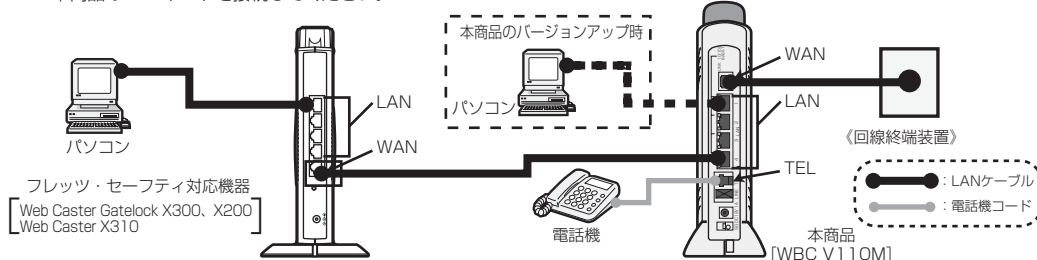 本商品のバージョンアップ時
パソコン
パソコン
LAN
WAN
フレッツ・セーフティ対応機器
Web Caster Gatelock X300、X200
Web Caster X310
電話機
WAN
LAN
TEL
本商品
[WBC V110M]
《回線終端装置》
：LANケーブル
：電話機コード